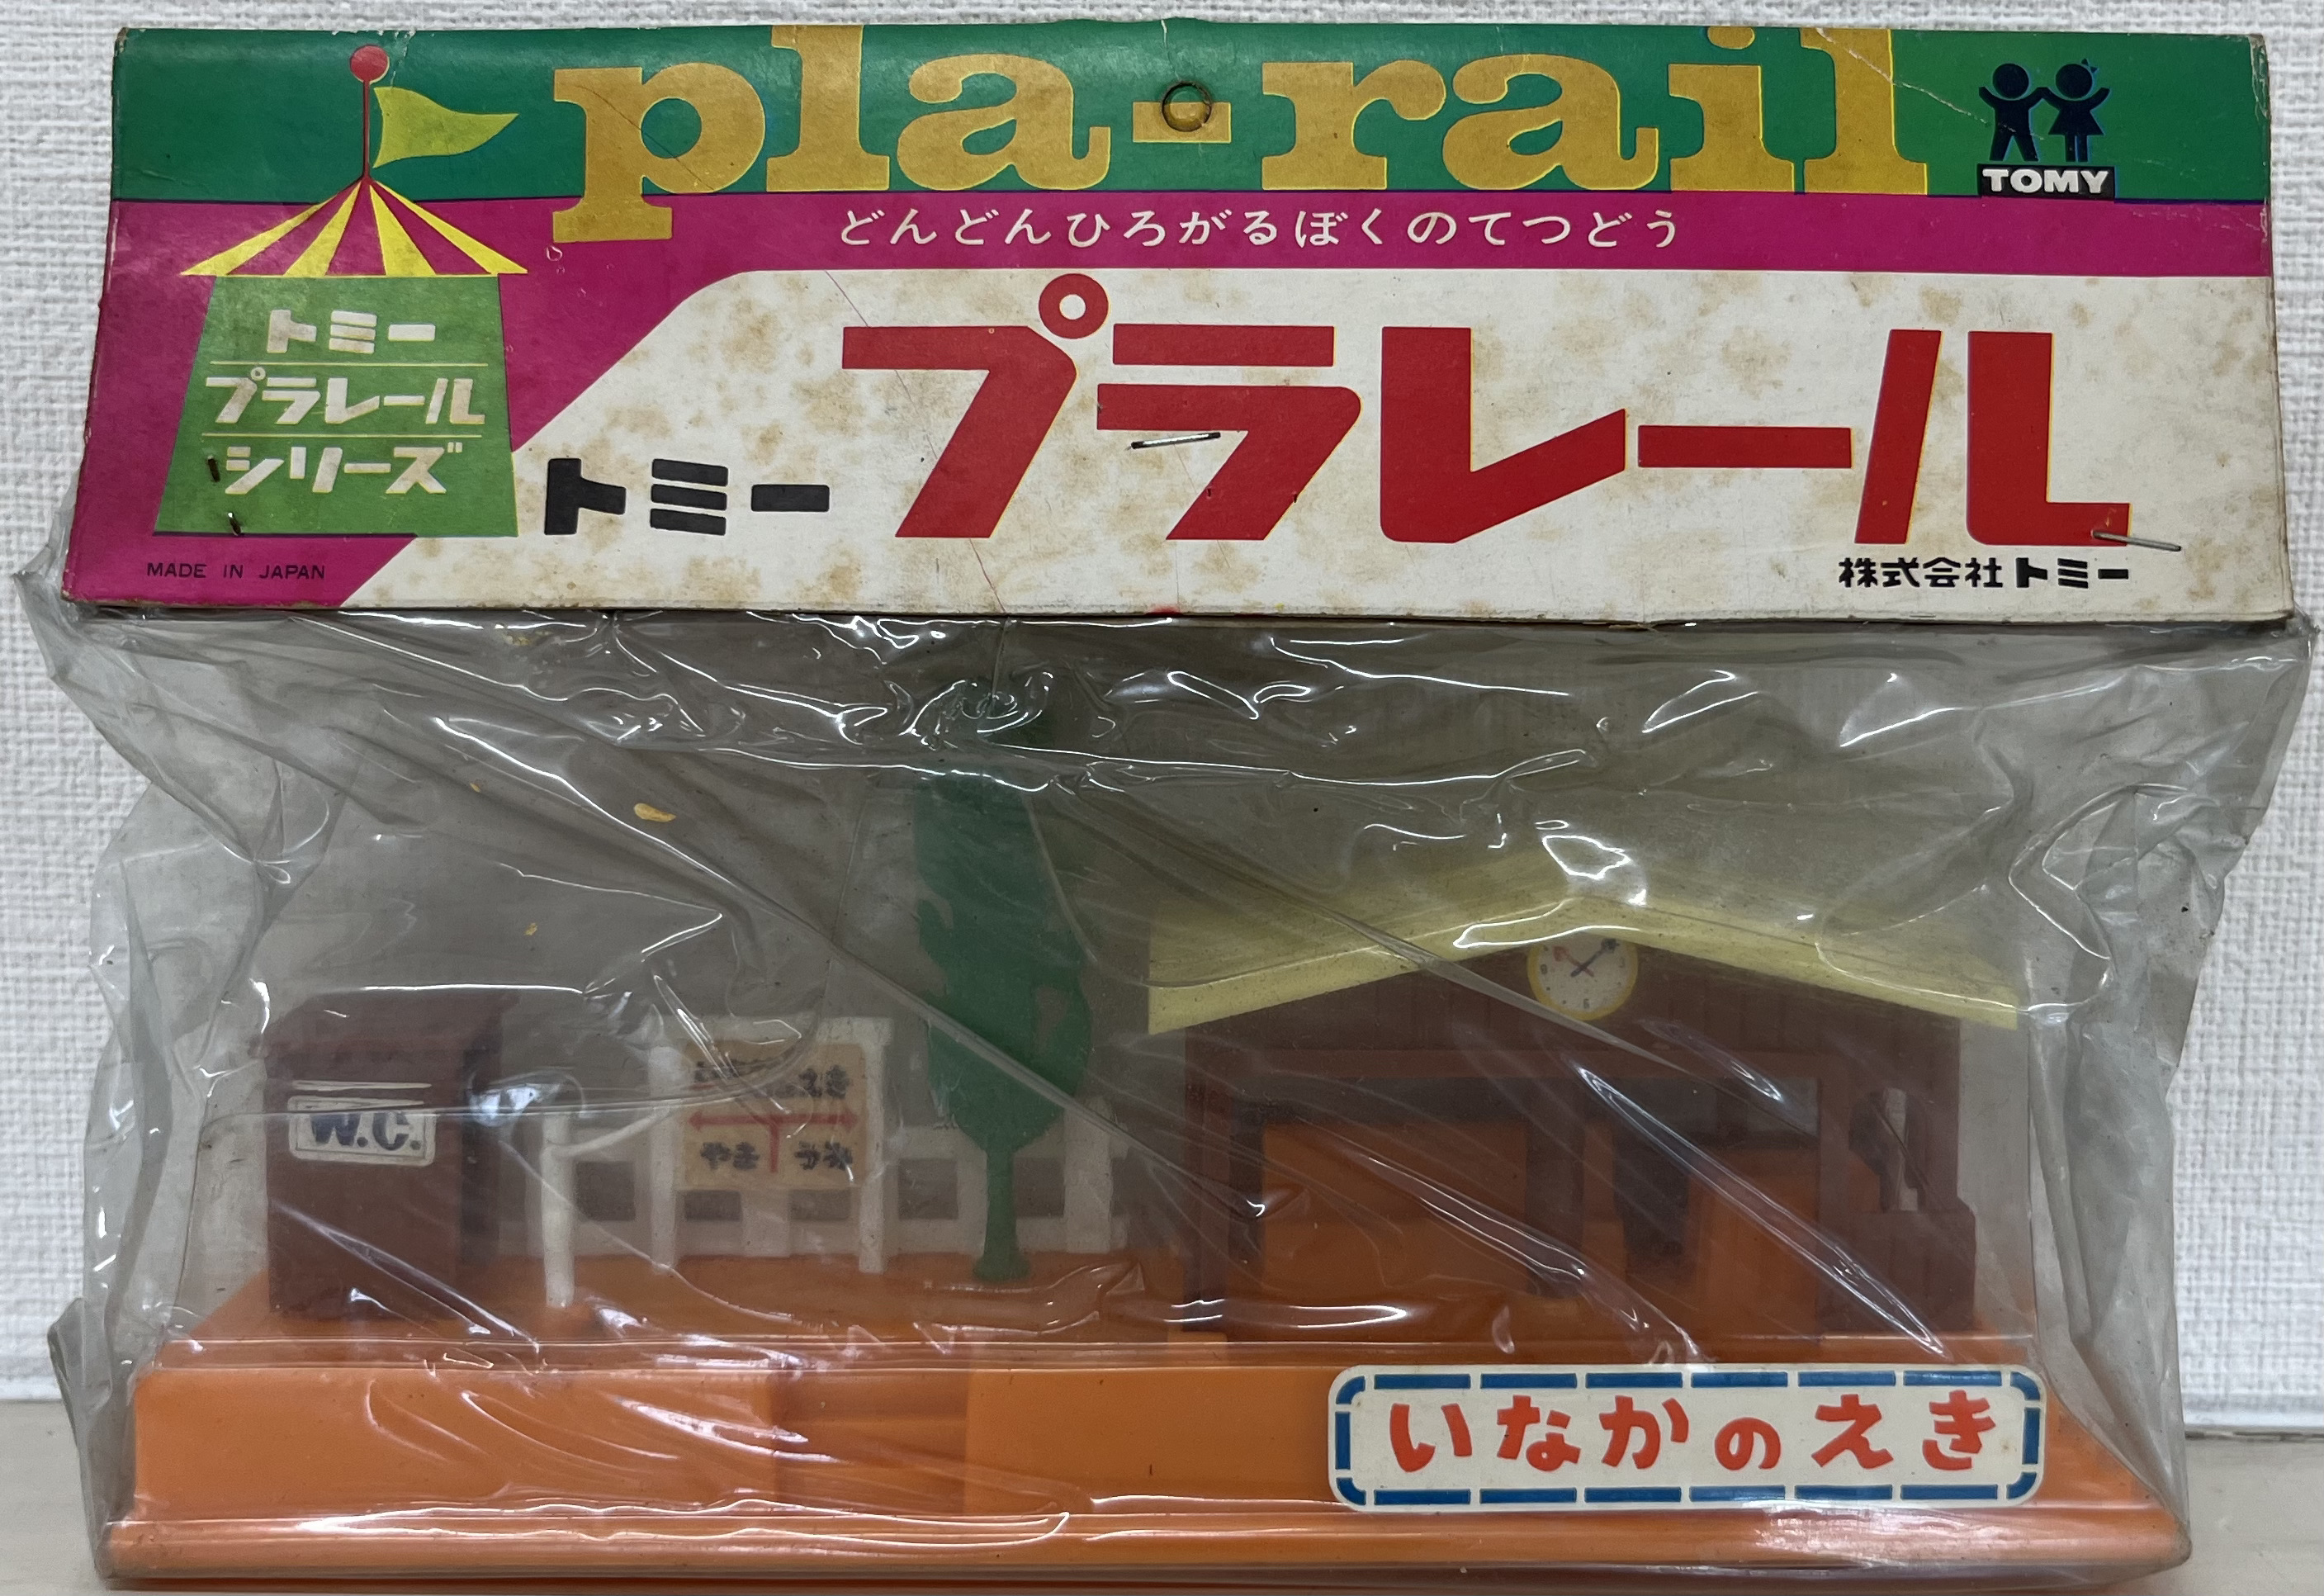 pla-rail
TOMY
どんどんひろがるぼくのてつどう
トミー
プラレール
シリーズ
トミー プラレール
MADE IN JAPAN
株式会社トミー
W.C.
やま
いなかのえき